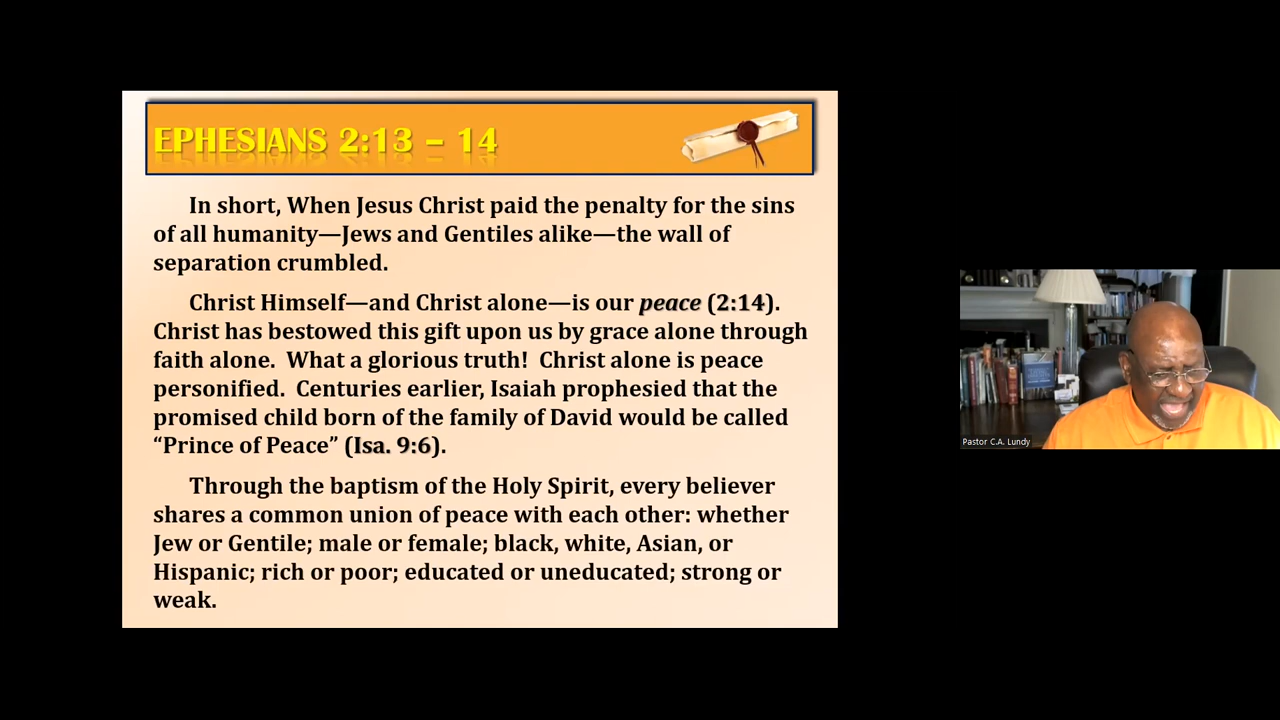 EPHESIANS 2:13 – 14
In short, When Jesus Christ paid the penalty for the sins
of all humanity—Jews and Gentiles alike—the wall of
separation crumbled.
Christ Himself—and Christ alone—is our peace (2:14).
Christ has bestowed this gift upon us by grace alone through
faith alone.  What a glorious truth!  Christ alone is peace
personified.  Centuries earlier, Isaiah prophesied that the
promised child born of the family of David would be called
“Prince of Peace” (Isa. 9:6).
Through the baptism of the Holy Spirit, every believer
shares a common union of peace with each other: whether
Jew or Gentile; male or female; black, white, Asian, or
Hispanic; rich or poor; educated or uneducated; strong or
weak.
Pastor C.A. Lundy